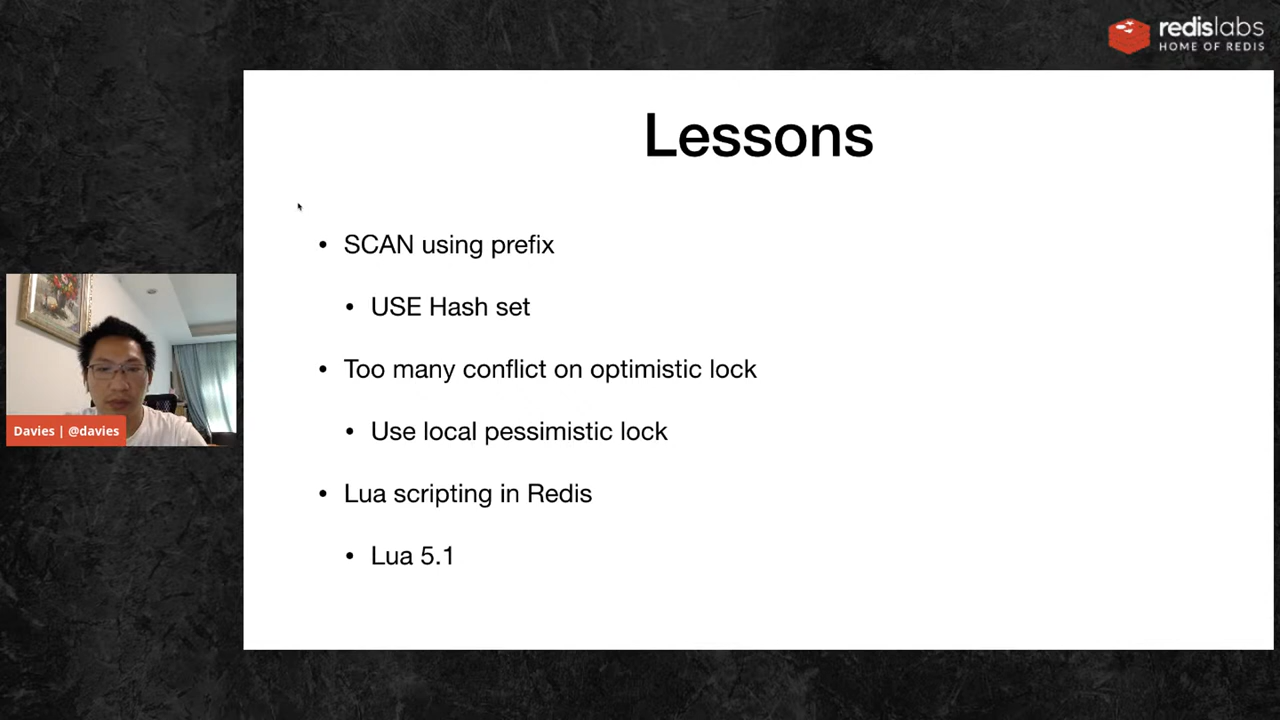 redislabs
HOME OF REDIS
Lessons
• SCAN using prefix
• USE Hash set
• Too many conflict on optimistic lock
• Use local pessimistic lock
• Lua scripting in Redis
• Lua 5.1
Davies | @davies